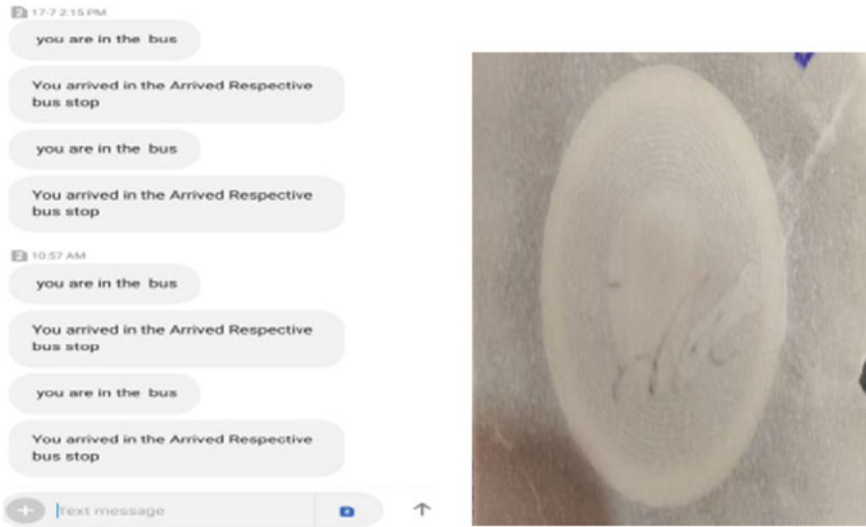 17-7 2:15 PM
you are in the bus
You arrived in the Arrived Respective
bus stop
you are in the bus
You arrived in the Arrived Respective
bus stop
10:57 AM
you are in the bus
You arrived in the Arrived Respective
bus stop
you are in the bus
You arrived in the Arrived Respective
bus stop
Text message